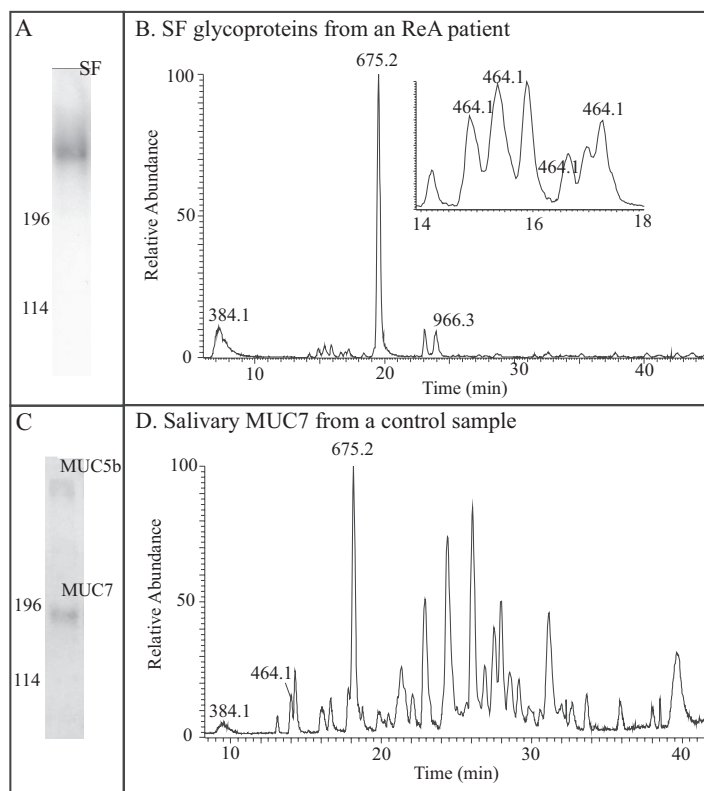 A
SF
196
114
B. SF glycoproteins from an ReA patient
675.2
100
50
0
Relative Abundance
384.1
966.3
10
20
30
40
Time (min)
464.1
464.1
464.1
464.1
14
16
18
C
MUC5b
MUC7
196
114
D. Salivary MUC7 from a control sample
675.2
100
50
0
Relative Abundance
464.1
384.1
10
20
30
40
Time (min)